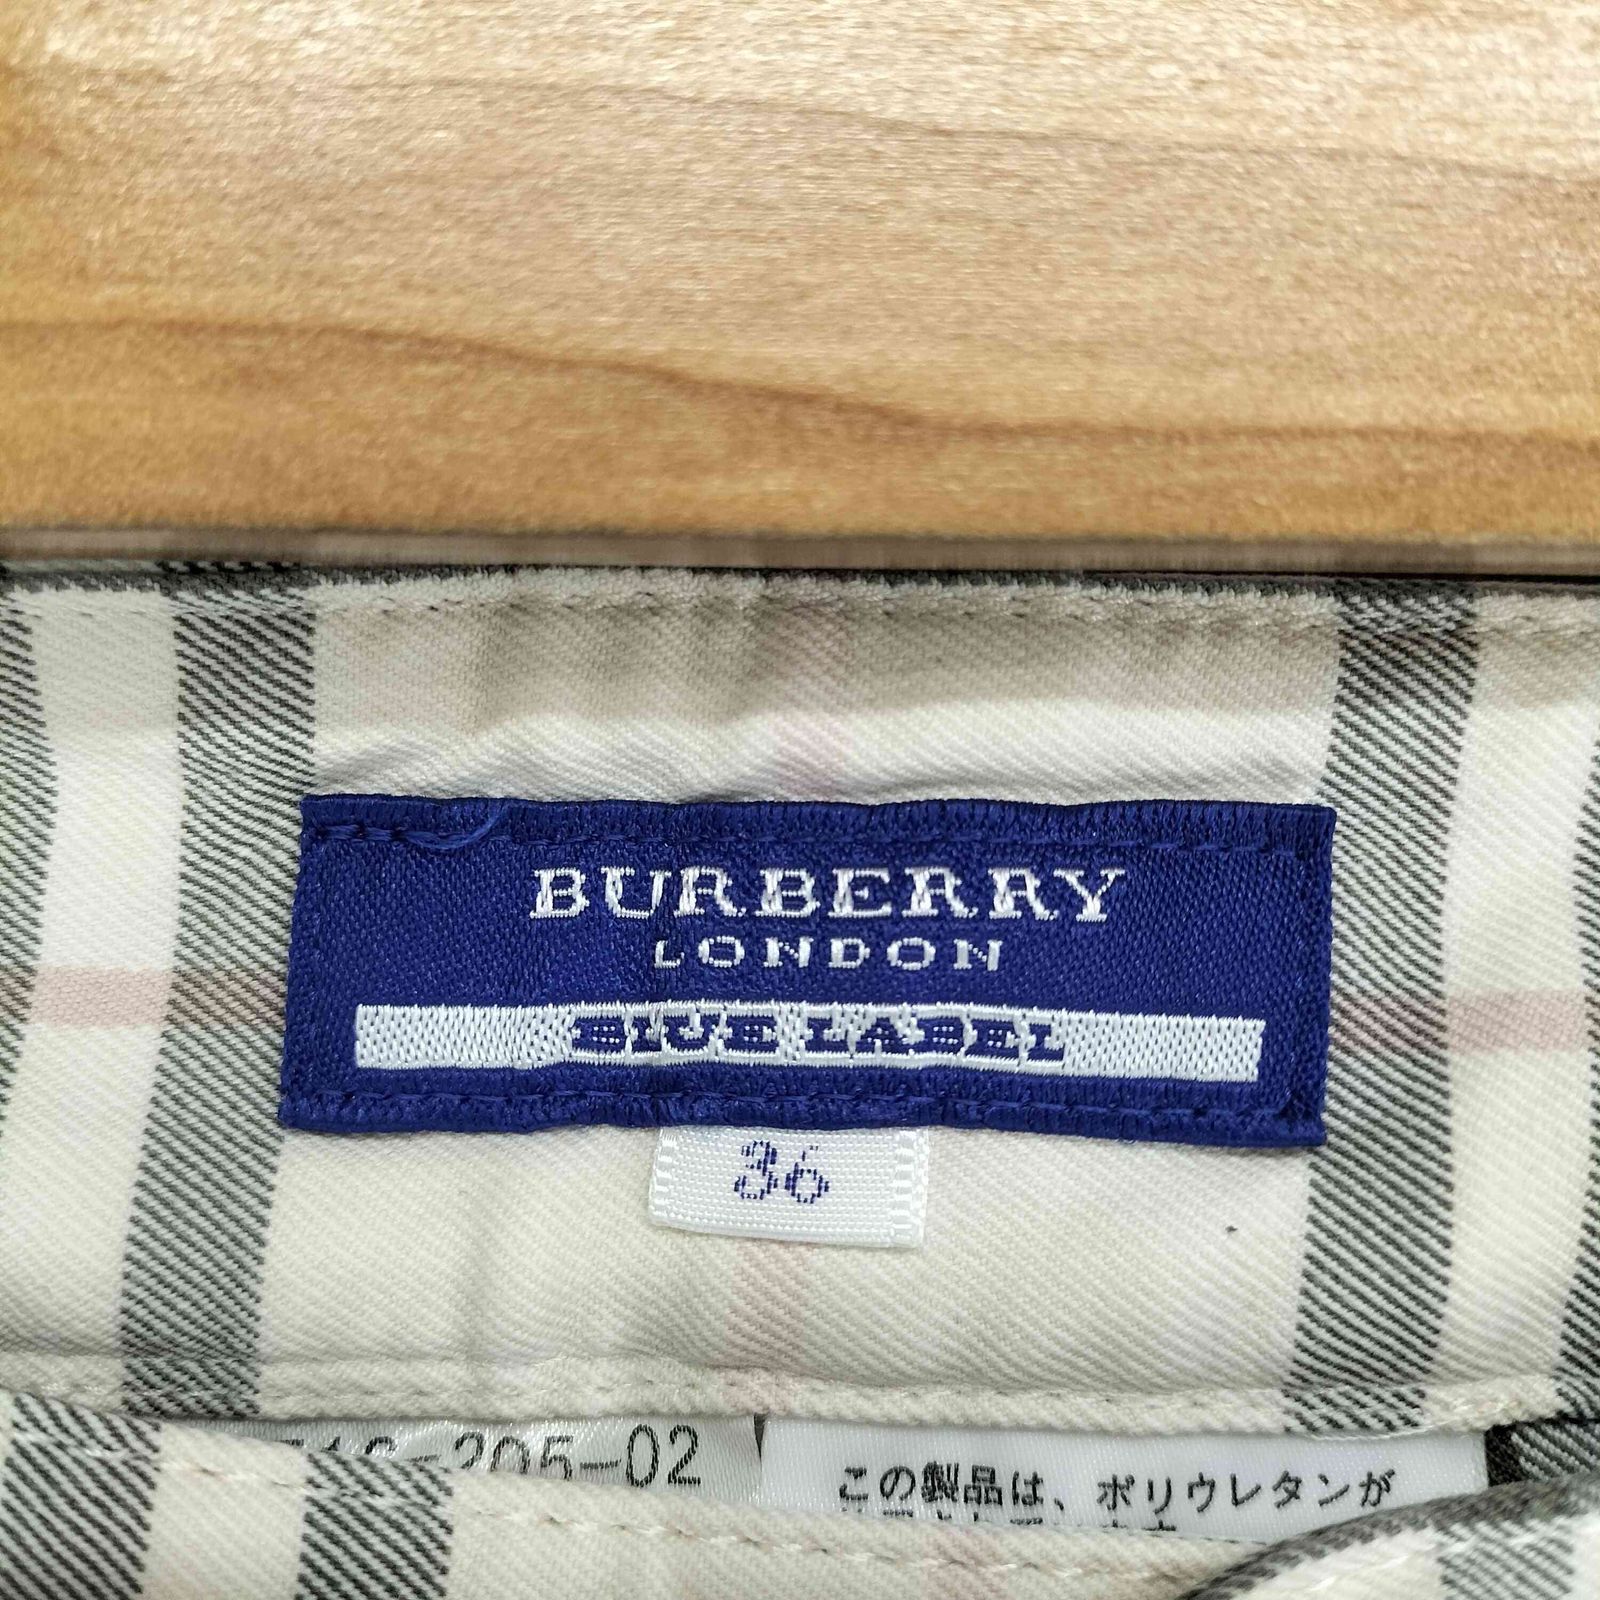 BURBERRY
LONDON
BLUE LABEL
36
-205-02
この製品は、ポリウレタンが